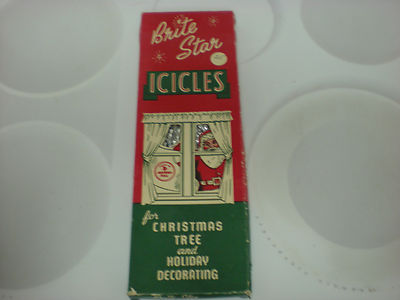 Brite
Star
ICICLES
for
CHRISTMAS
TREE
and
HOLIDAY
DECORATING